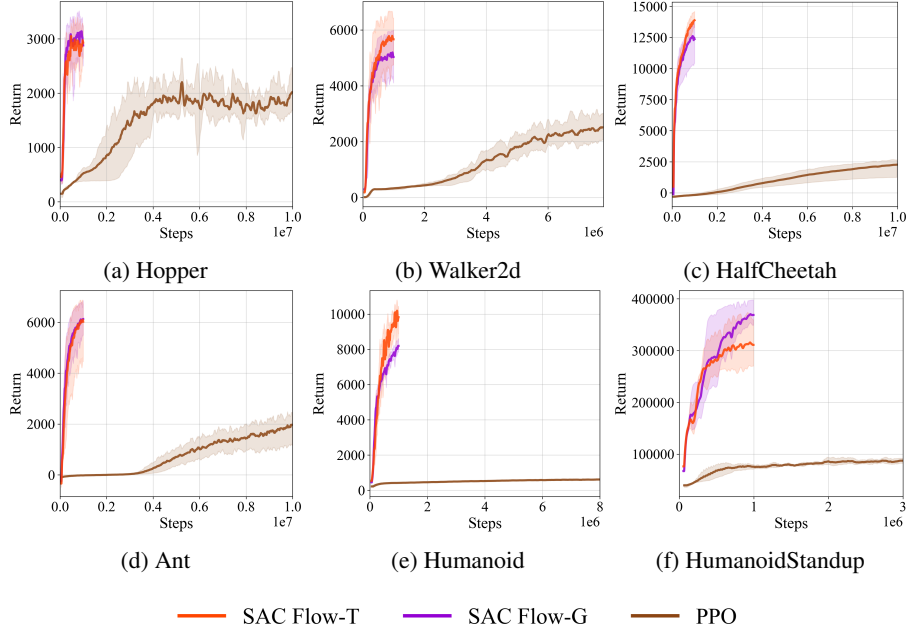 3000
2000
1000
0
Return
0.0 0.2 0.4 0.6 0.8 1.0
Steps
1e7
(a) Hopper
6000
4000
2000
0
Return
0 2 4 6
Steps
1e6
(b) Walker2d
15000
12500
10000
7500
5000
2500
0
Return
0.0 0.2 0.4 0.6 0.8 1.0
Steps
1e7
(c) HalfCheetah
6000
4000
2000
0
Return
0.0 0.2 0.4 0.6 0.8 1.0
Steps
1e7
(d) Ant
10000
8000
6000
4000
2000
0
Return
0 2 4 6 8
Steps
1e6
(e) Humanoid
400000
300000
200000
100000
Return
0 1 2 3
Steps
1e6
(f) HumanoidStandup
SAC Flow-T SAC Flow-G PPO